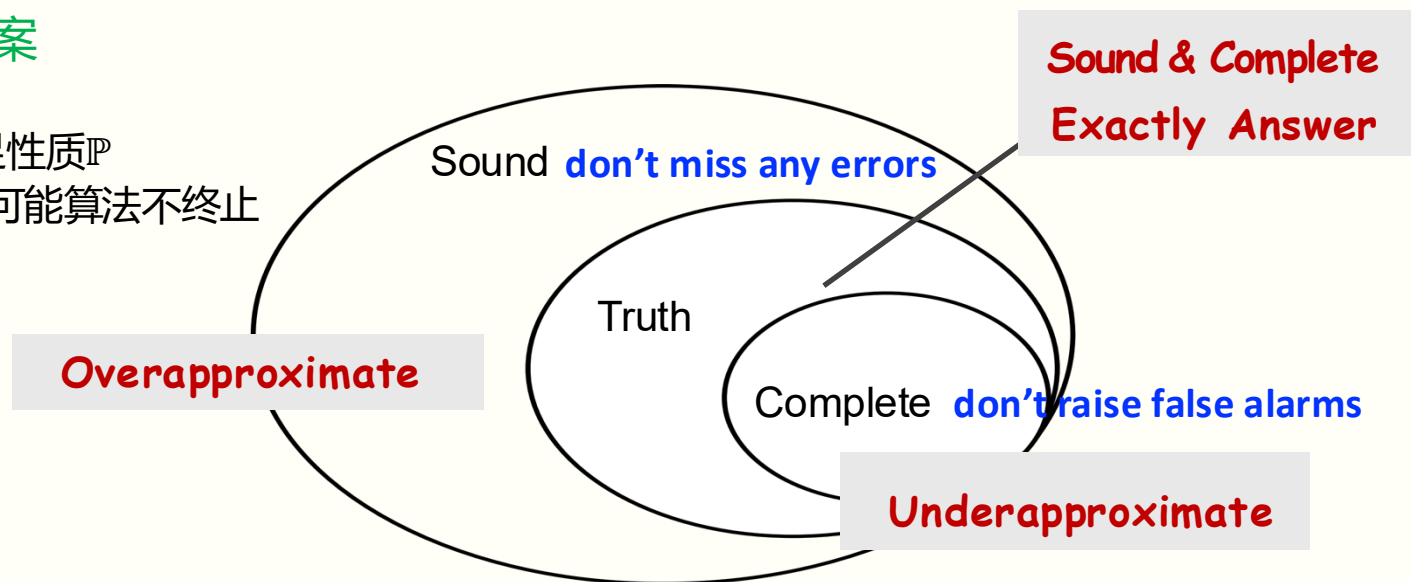 案
Sound & Complete
Exactly Answer
性质ℙ
可能算法不终止
Sound don't miss any errors
Truth
Overapproximate
Complete don't raise false alarms
Underapproximate